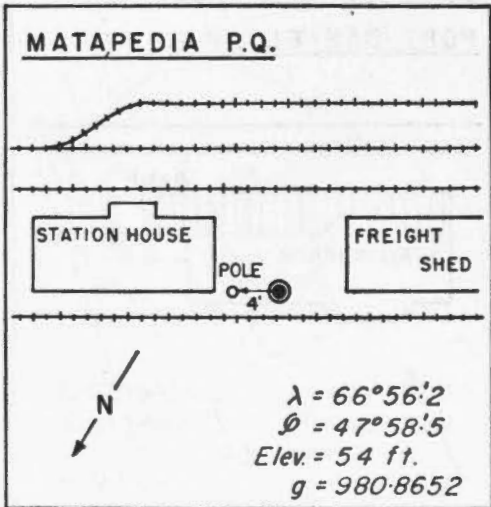 MATAPEDIA P.Q.
STATION HOUSE
FREIGHT
SHED
POLE
4'
N
λ = 66°56.'2
φ = 47°58.'5
Elev. = 54 ft.
g = 980.8652